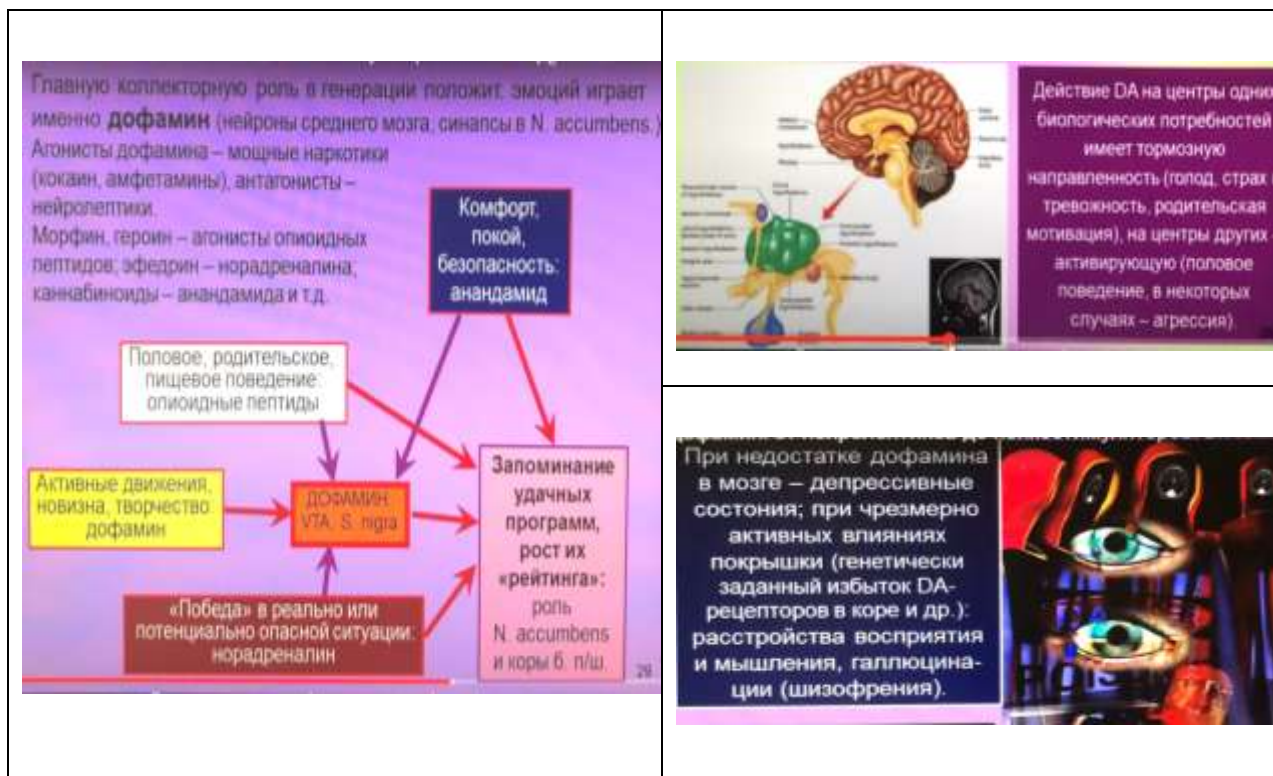 Главную коллекторную роль в генерации положит. эмоций играет
именно дофамин (нейроны среднего мозга, синапсы в N. accumbens.)
Агонисты дофамина – мощные наркотики
(кокаин, амфетамины), антагонисты –
нейролептики.
Морфин, героин – агонисты опиоидных
пептидов; эфедрин – норадреналина;
каннабиноиды – анандамида и т.д.
Комфорт,
покой,
безопасность:
анандамид
Половое, родительское,
пищевое поведение:
опиоидные пептиды
Активные движения,
новизна, творчество:
дофамин
ДОФАМИН
VTA, S. nigra
Запоминание
удачных
программ,
рост их
«рейтинга»:
роль
N. accumbens
и коры б. п/ш.
«Победа» в реально или
потенциально опасной ситуации:
норадреналин
29
Действие DA на центры одних
биологических потребностей
имеет тормозную
направленность (голод, страх
тревожность, родительская
мотивация), на центры других -
активирующую (половое
поведение, в некоторых
случаях – агрессия).
При недостатке дофамина
в мозге – депрессивные
состояния; при чрезмерно
активных влияниях
покрышки (генетически
заданный избыток DA-
рецепторов в коре и др.):
расстройства восприятия
и мышления, галлюцина-
ции (шизофрения).